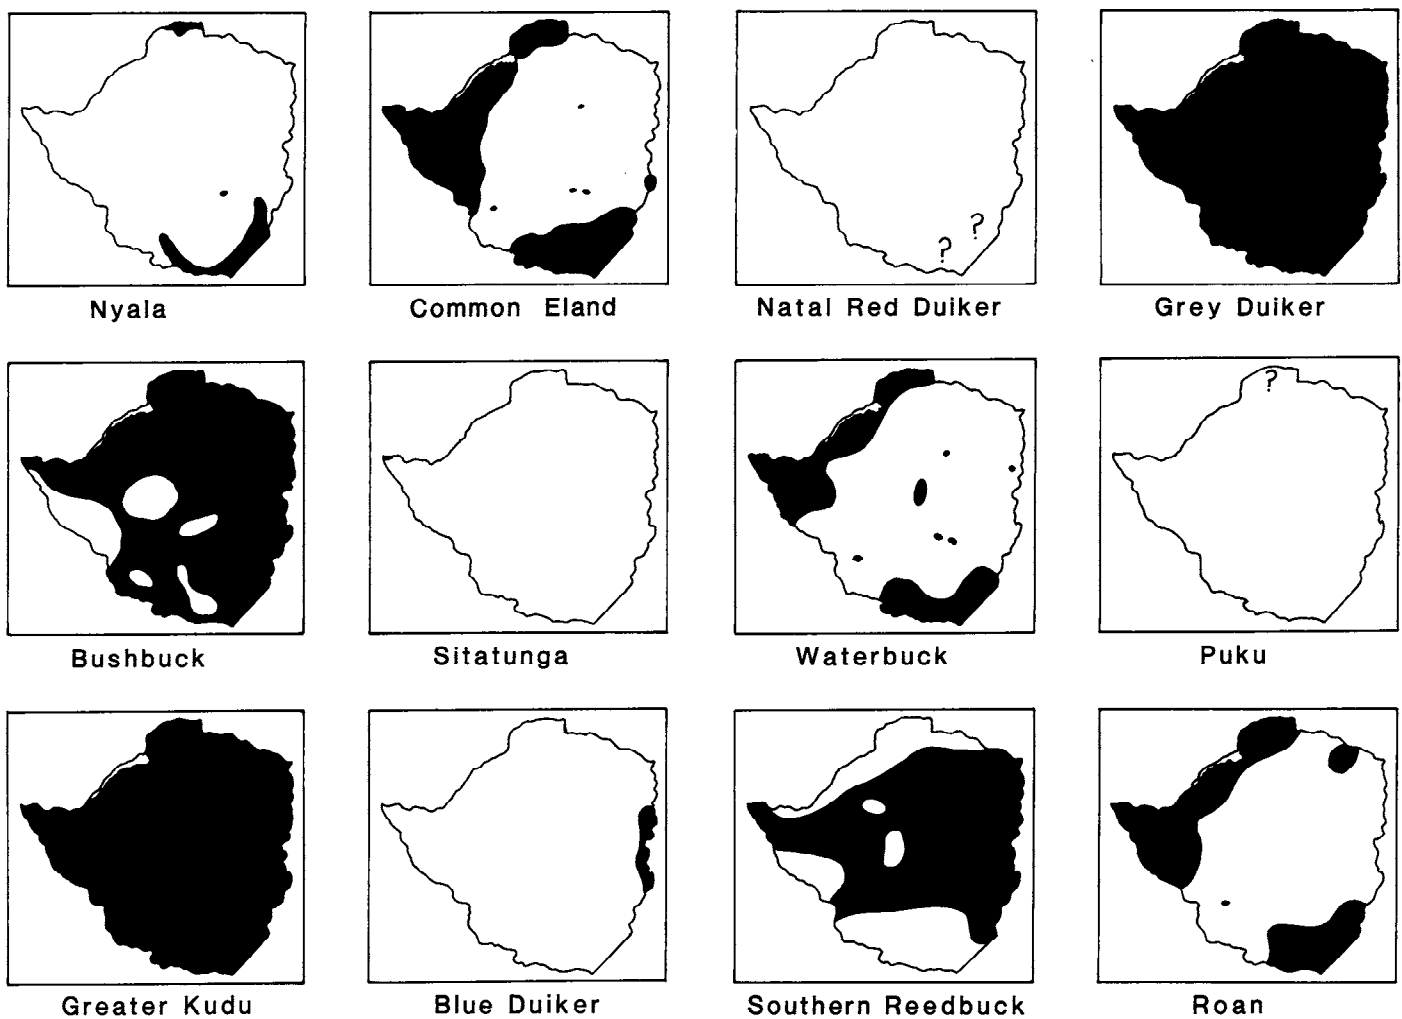 Nyala
Common Eland
? ?
Natal Red Duiker
Grey Duiker
Bushbuck
Sitatunga
Waterbuck
?
Puku
Greater Kudu
Blue Duiker
Southern Reedbuck
Roan